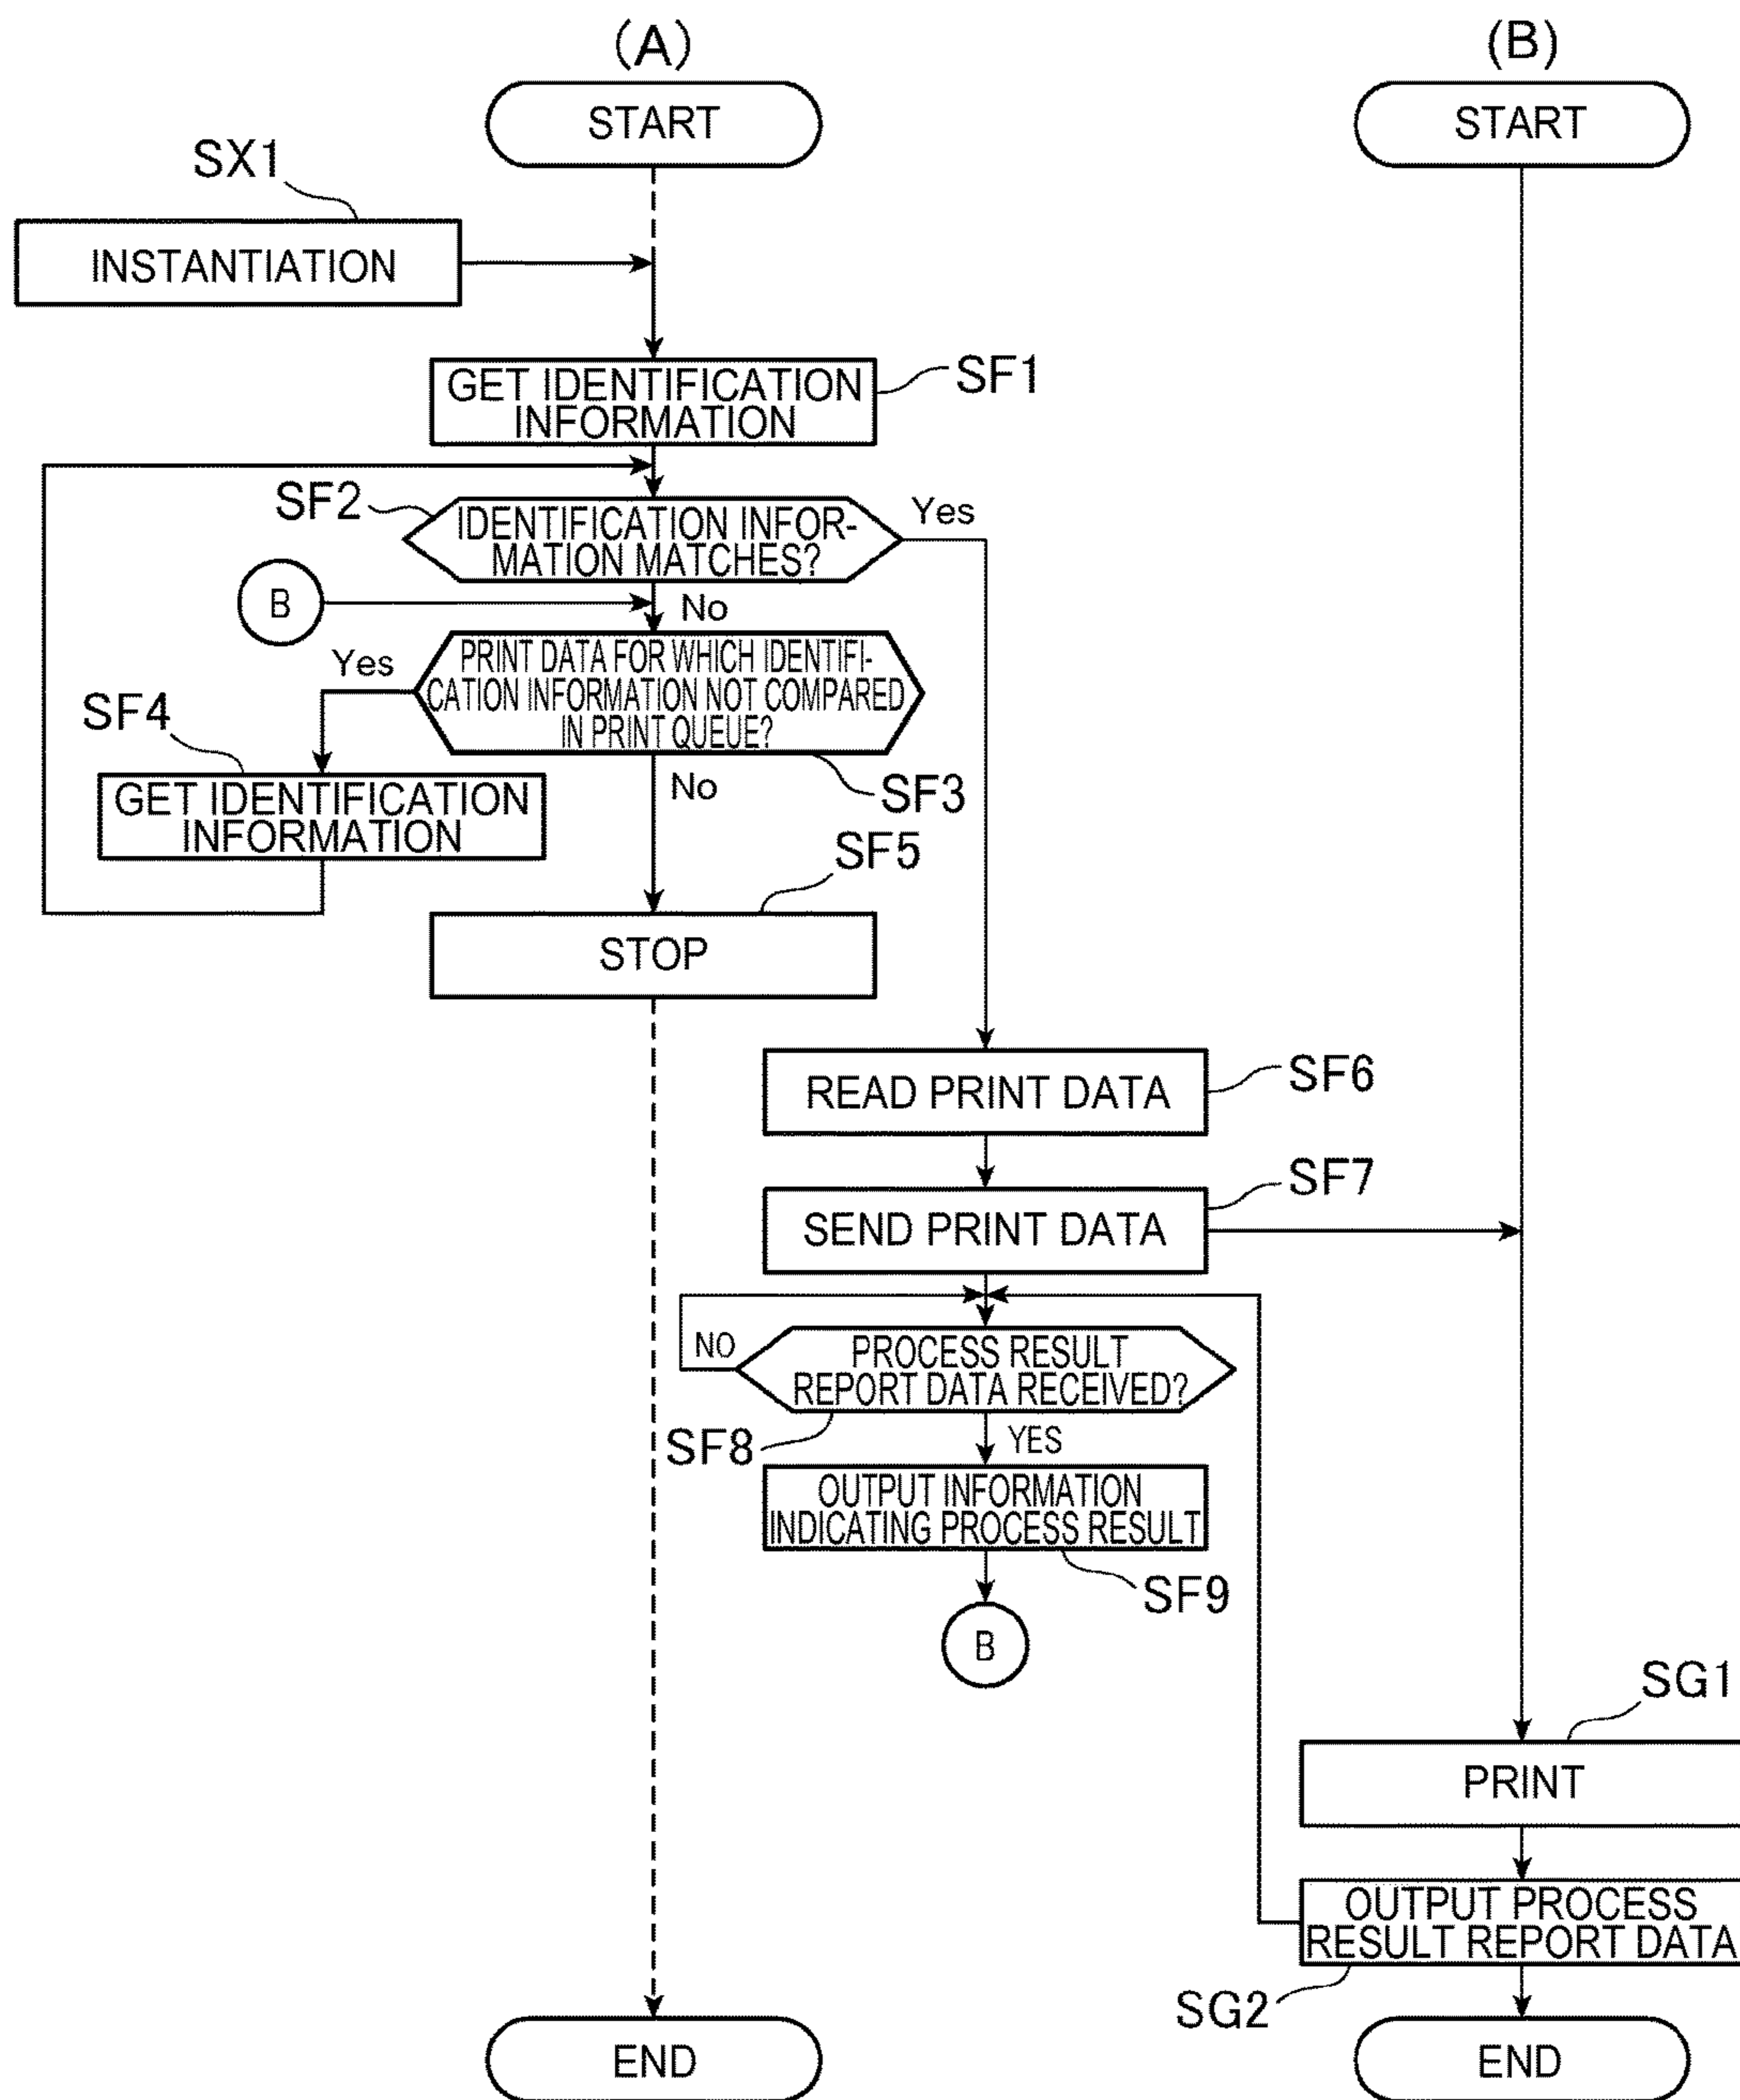 (A)
(B)
START
START
SX1
INSTANTIATION
GET IDENTIFICATION
INFORMATION
SF1
SF2
IDENTIFICATION INFOR-
MATION MATCHES?
Yes
B
No
PRINT DATA FOR WHICH IDENTIFI-
CATION INFORMATION NOT COMPARED
IN PRINT QUEUE?
Yes
SF4
No
SF3
GET IDENTIFICATION
INFORMATION
SF5
STOP
READ PRINT DATA
SF6
SEND PRINT DATA
SF7
NO
PROCESS RESULT
REPORT DATA RECEIVED?
SF8
YES
OUTPUT INFORMATION
INDICATING PROCESS RESULT
SF9
B
SG1
PRINT
OUTPUT PROCESS
RESULT REPORT DATA
SG2
END
END